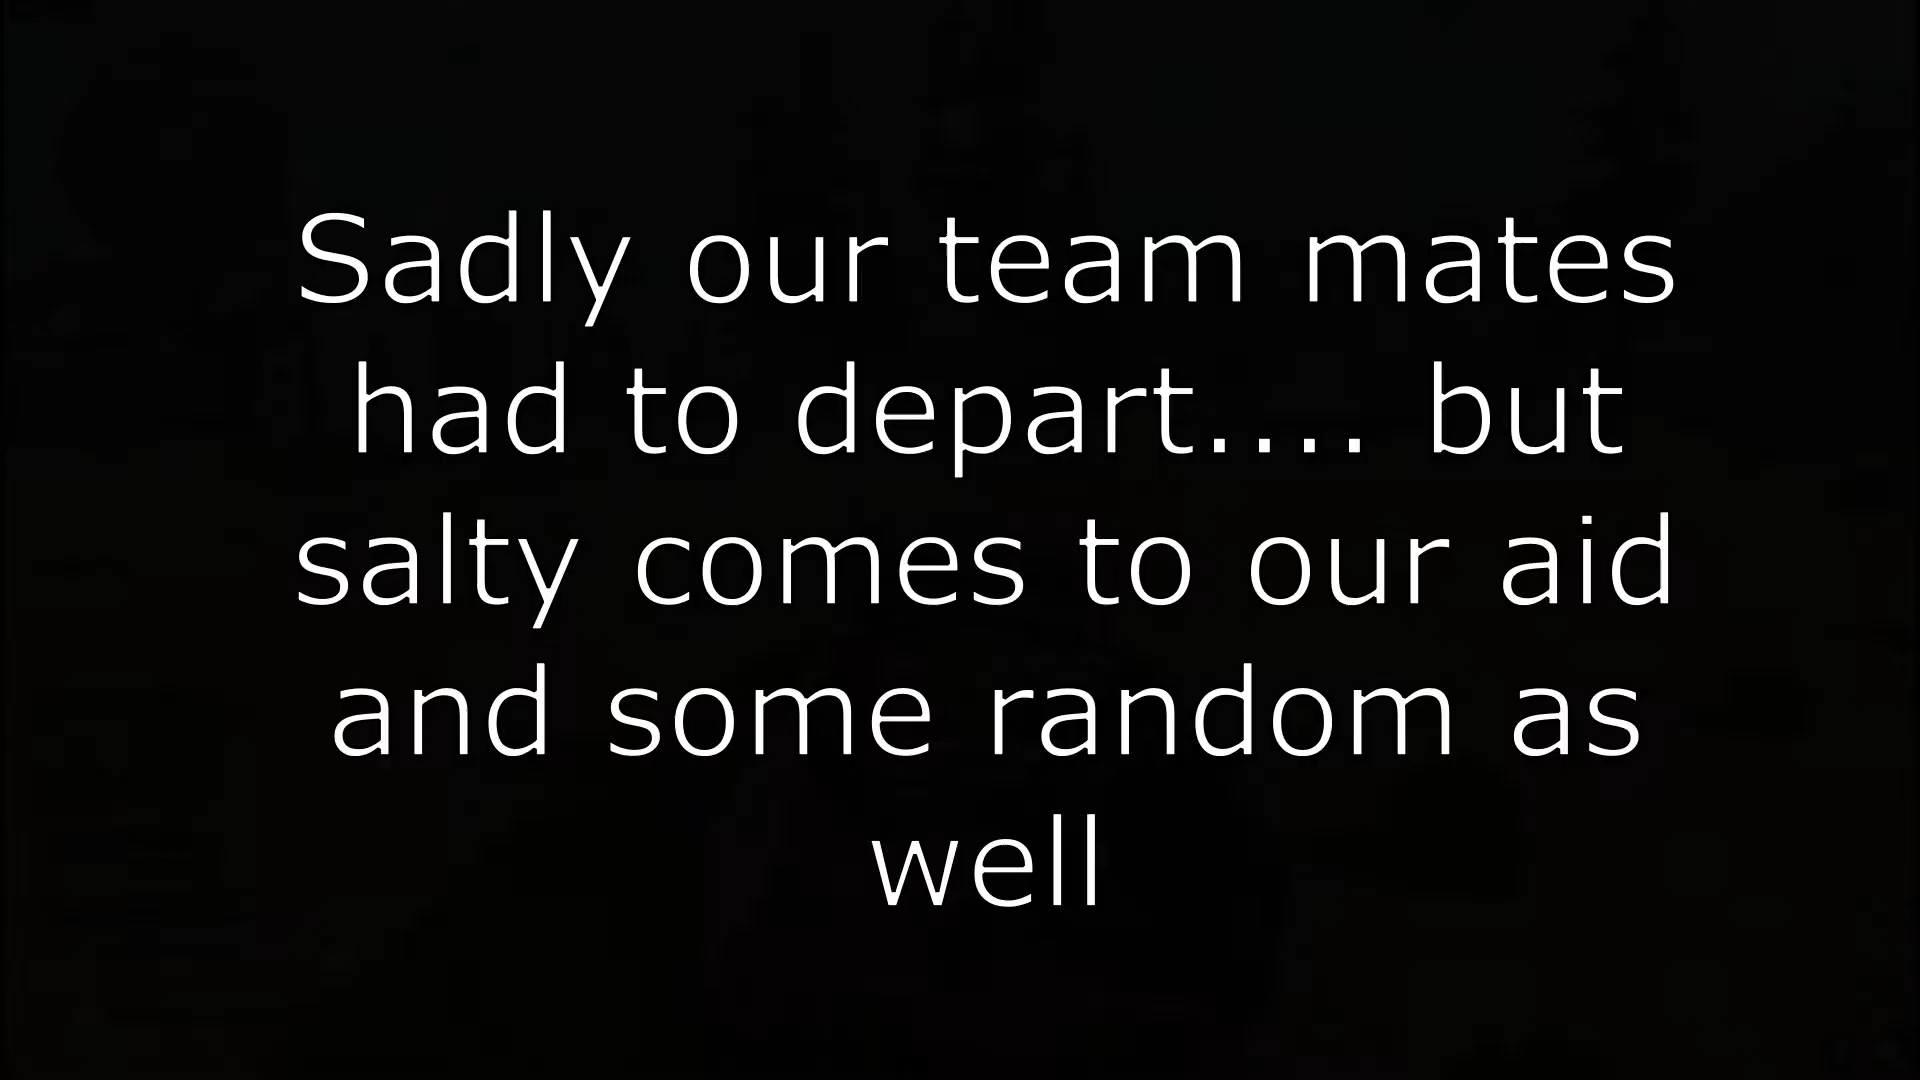 Sadly our team mates
had to depart.... but
salty comes to our aid
and some random as
well